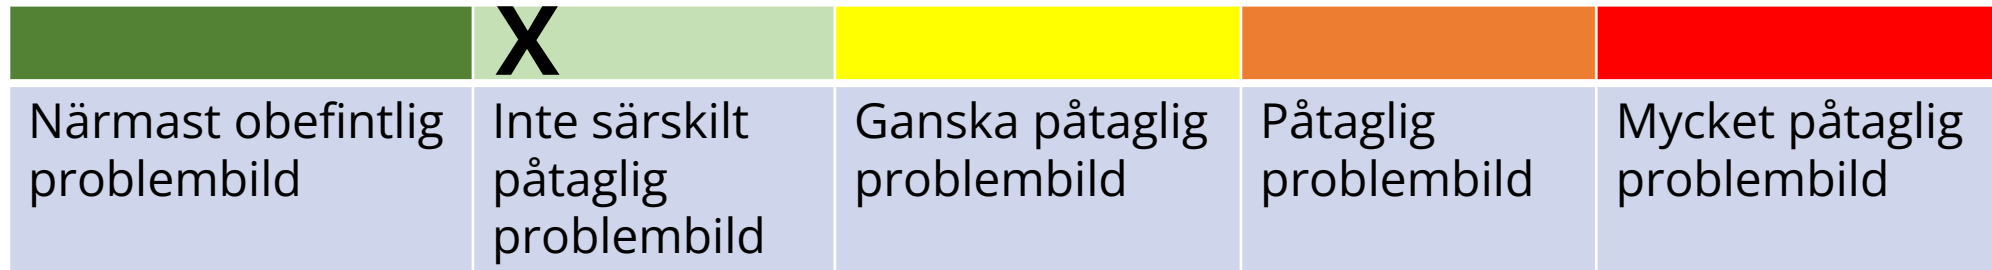 X
Närmast obefintlig
problembild
Inte särskilt
påtaglig
problembild
Ganska påtaglig
problembild
Påtaglig
problembild
Mycket påtaglig
problembild